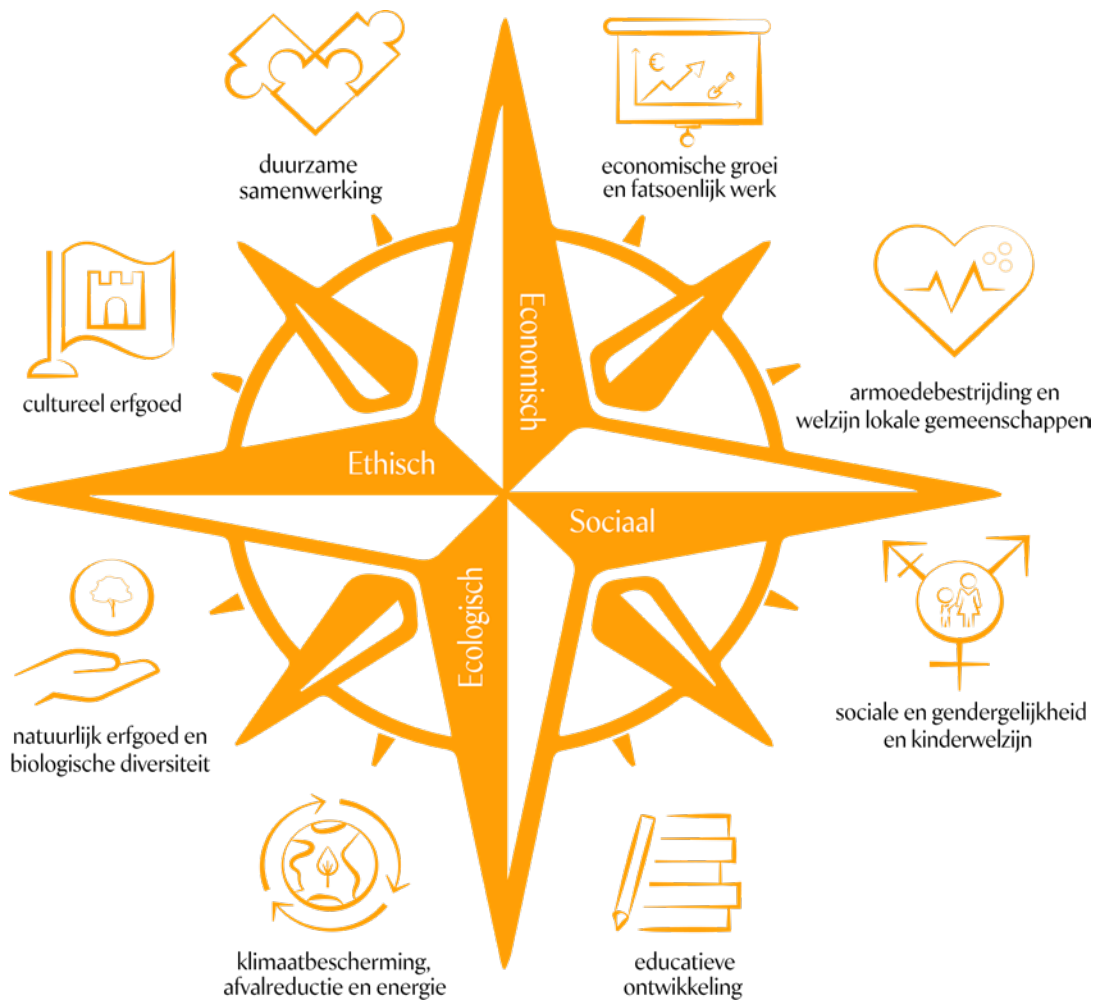 duurzame
samenwerking
economische groei
en fatsoenlijk werk
cultureel erfgoed
armoedebestrijding en
welzijn lokale gemeenschappen
Economisch
Ethisch
Sociaal
Ecologisch
natuurlijk erfgoed en
biologische diversiteit
sociale en gendergelijkheid
en kinderwelzijn
klimaatbescherming,
afvalreductie en energie
educatieve
ontwikkeling
€